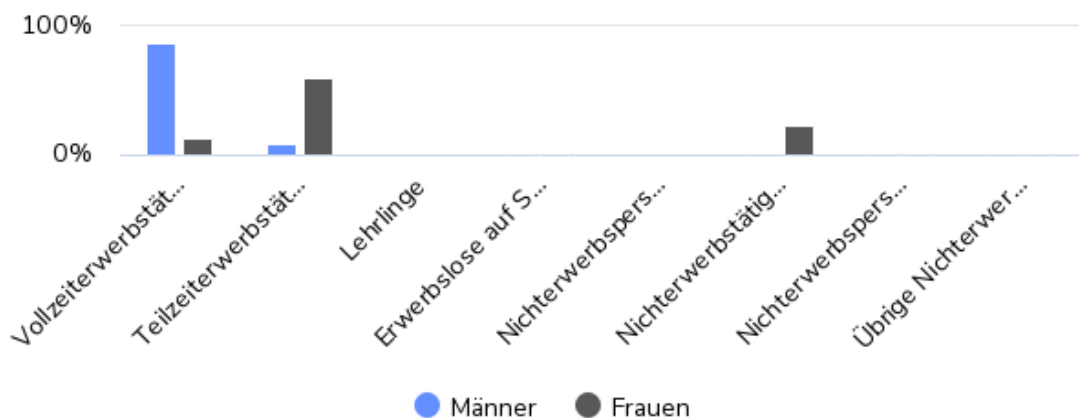 100%
0%
Vollzeiterwerbstät...
Teilzeiterwerbstät...
Lehrlinge
Erwerbslose auf S...
Nichterwerbspers...
Nichterwerbstätig...
Nichterwerbspers...
Übrige Nichterwer...
Männer
Frauen